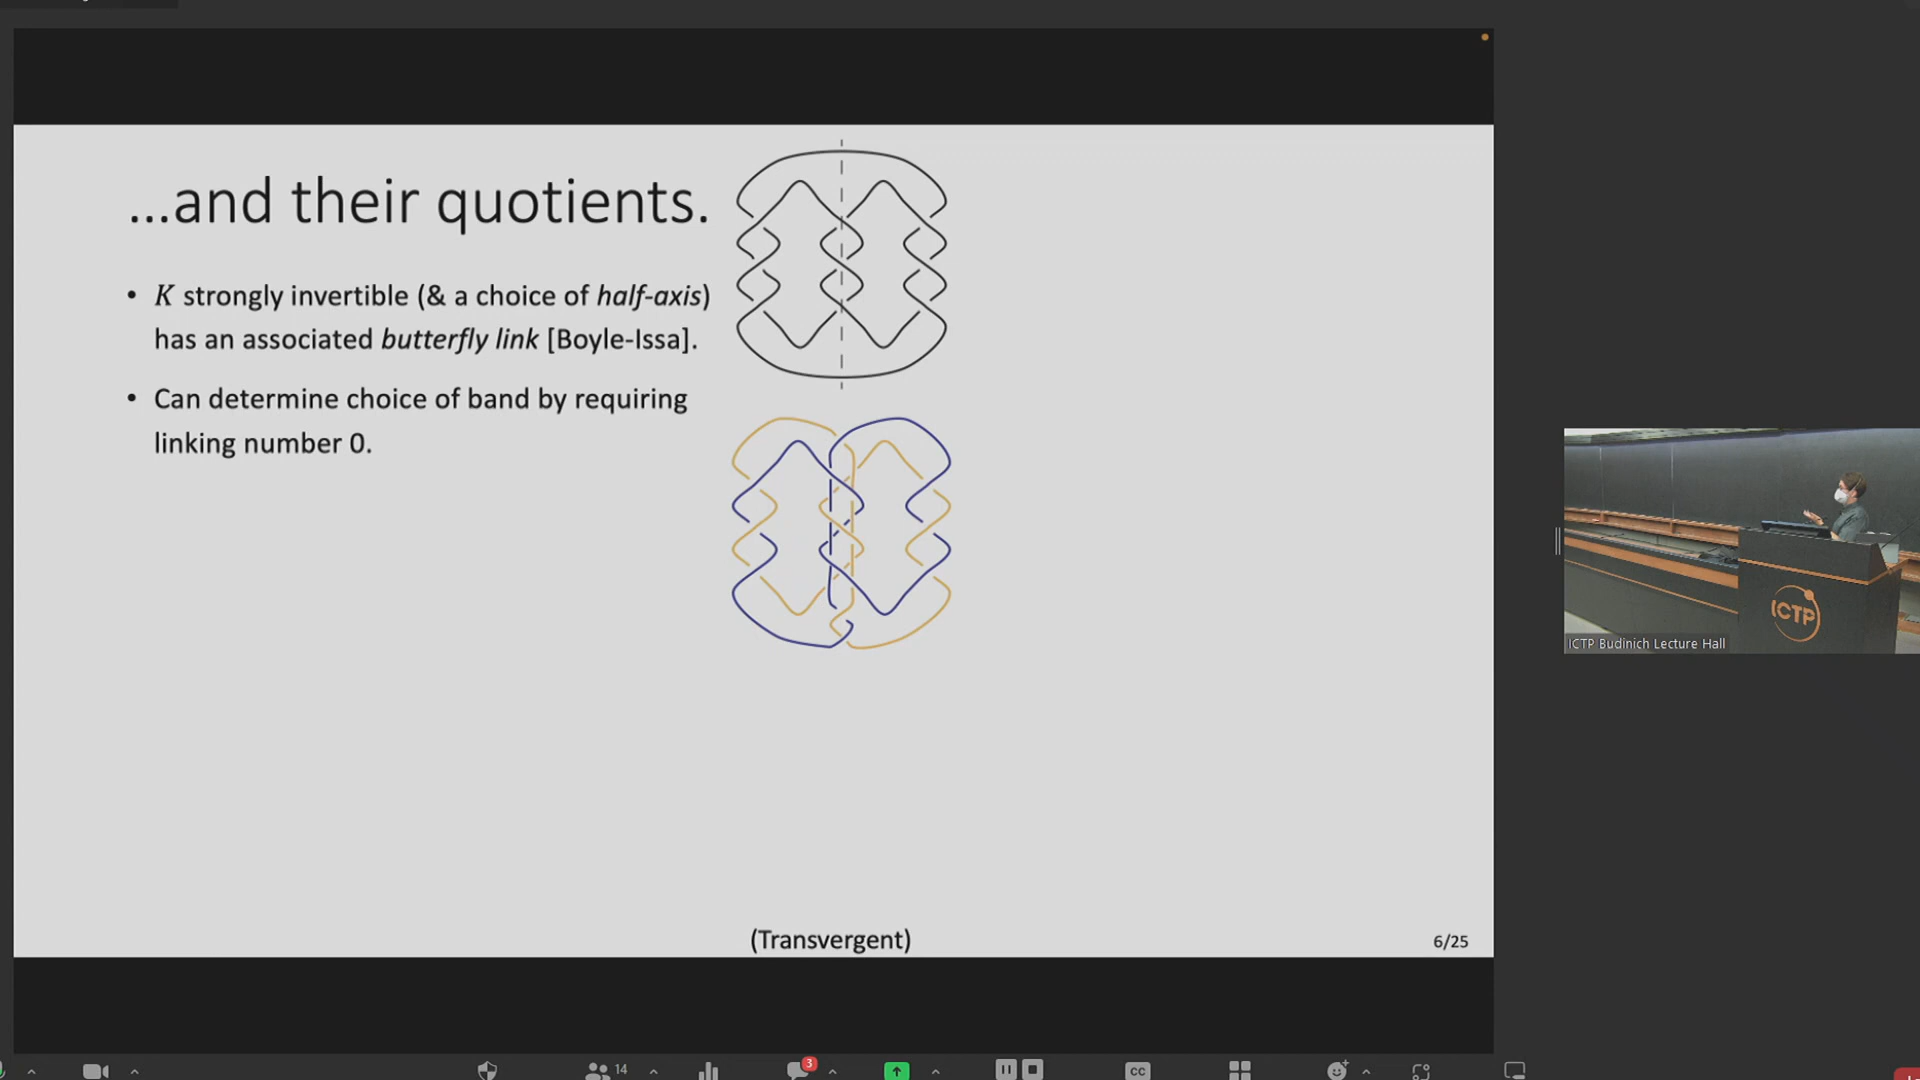 ...and their quotients.
• K strongly invertible (& a choice of half-axis)
has an associated butterfly link [Boyle-Issa].
• Can determine choice of band by requiring
linking number 0.
(Transvergent)
6/25
ICTP
ICTP Budinich Lecture Hall
14
3
CC